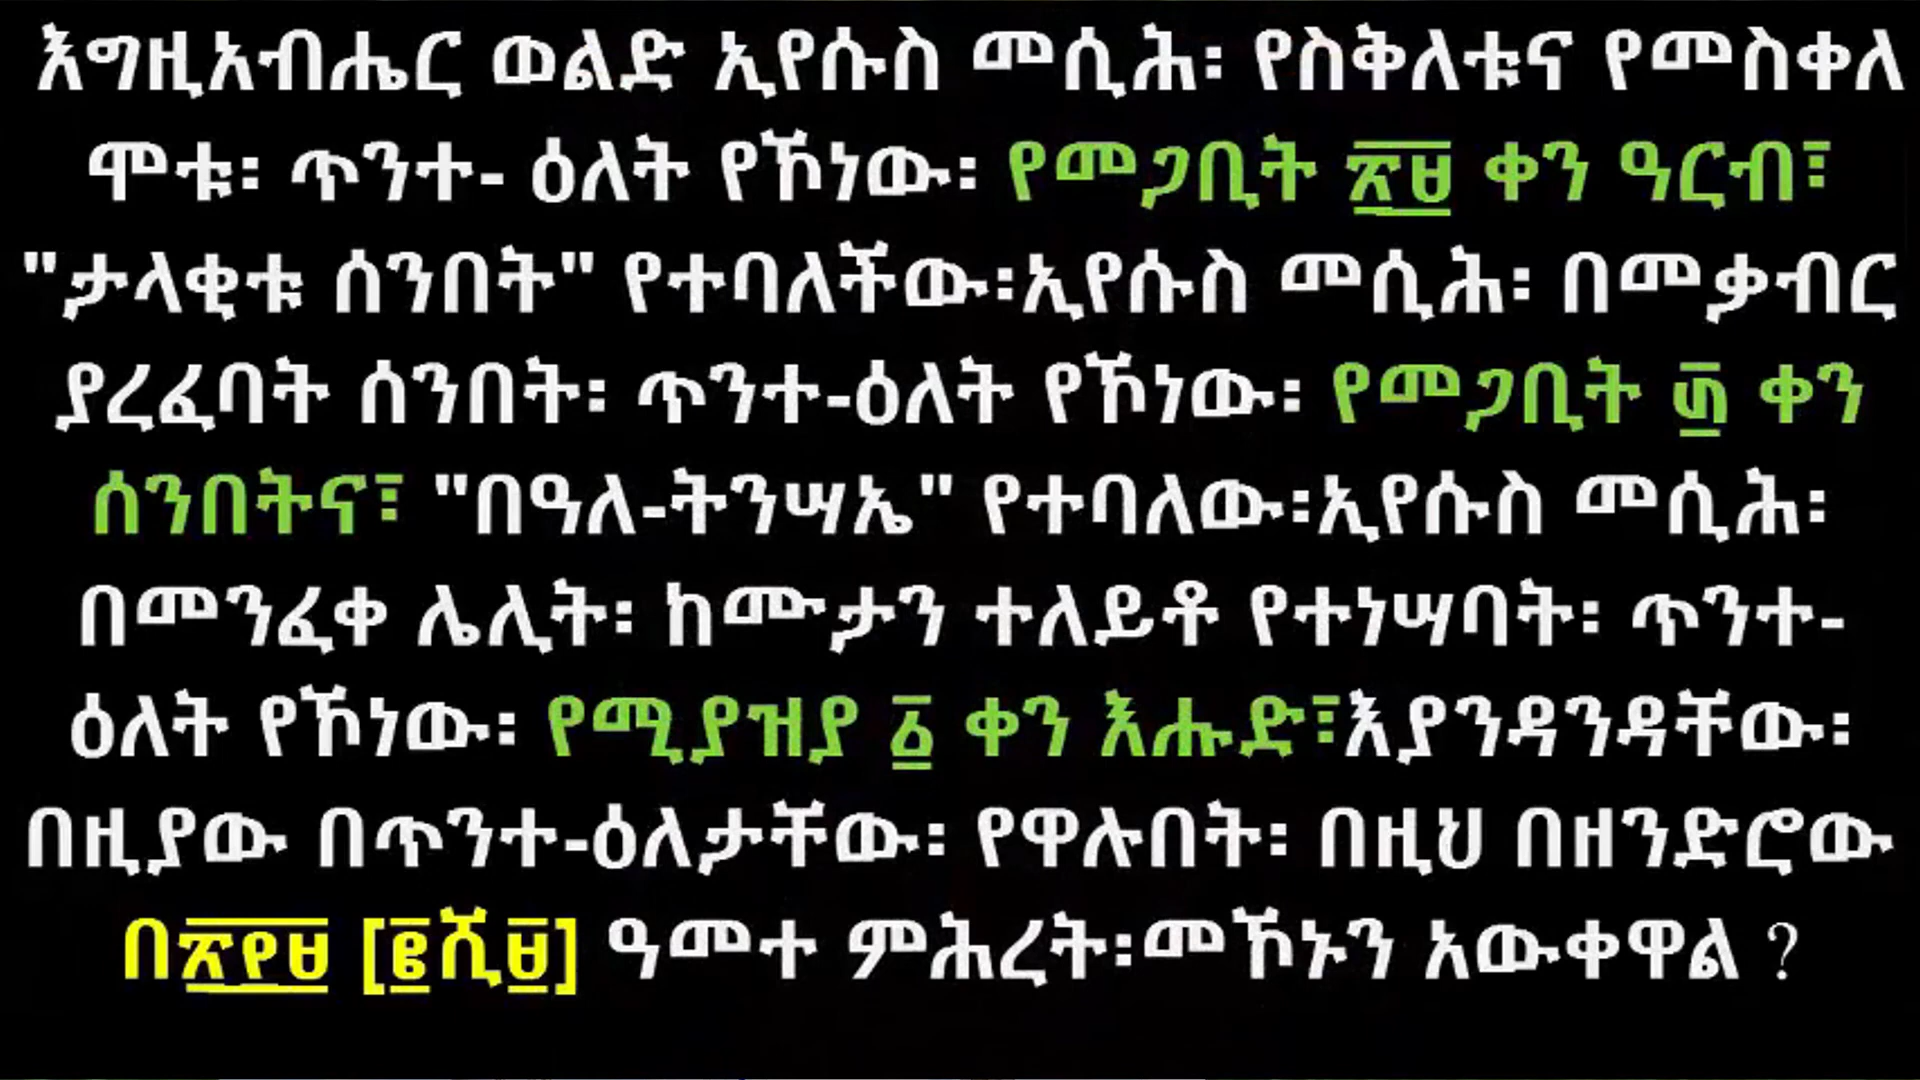 እግዚአብሔር ወልድ ኢየሱስ መሲሕ፡ የስቅለቱና የመስቀለ
ሞቱ፡ ጥንተ- ዕለት የኾነው፡ የመጋቢት ፳፱ ቀን ዓርብ፣
"ታላቂቱ ሰንበት" የተባለችው፡ኢየሱስ መሲሕ፡ በመቃብር
ያረፈባት ሰንበት፡ ጥንተ-ዕለት የኾነው፡ የመጋቢት ፴ ቀን
ሰንበትና፣ "በዓለ-ትንሣኤ" የተባለው፡ኢየሱስ መሲሕ፡
በመንፈቀ ሌሊት፡ ከሙታን ተለይቶ የተነሣባት፡ ጥንተ-
ዕለት የኾነው፡ የሚያዝያ ፩ ቀን እሑድ፣እያንዳንዳቸው፡
በዚያው በጥንተ-ዕለታቸው፡ የዋሉበት፡ በዚህ በዘንድሮው
በ፳፻፱ [፪ሺ፱] ዓመተ ምሕረት፡መኾኑን አውቀዋል ?